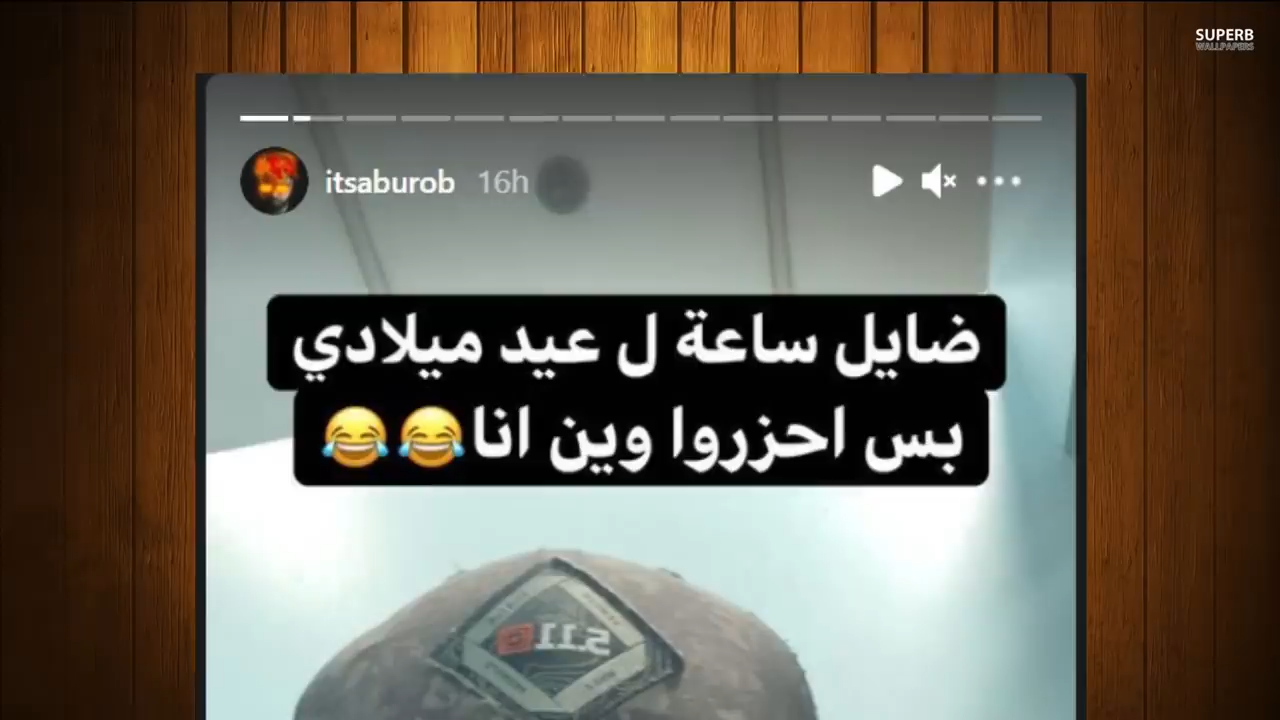 SUPERB
WALLPAPERS
itsaburob 16h
ضايل ساعة ل عيد ميلادي
بس احزروا وين انا😂😂
5.11